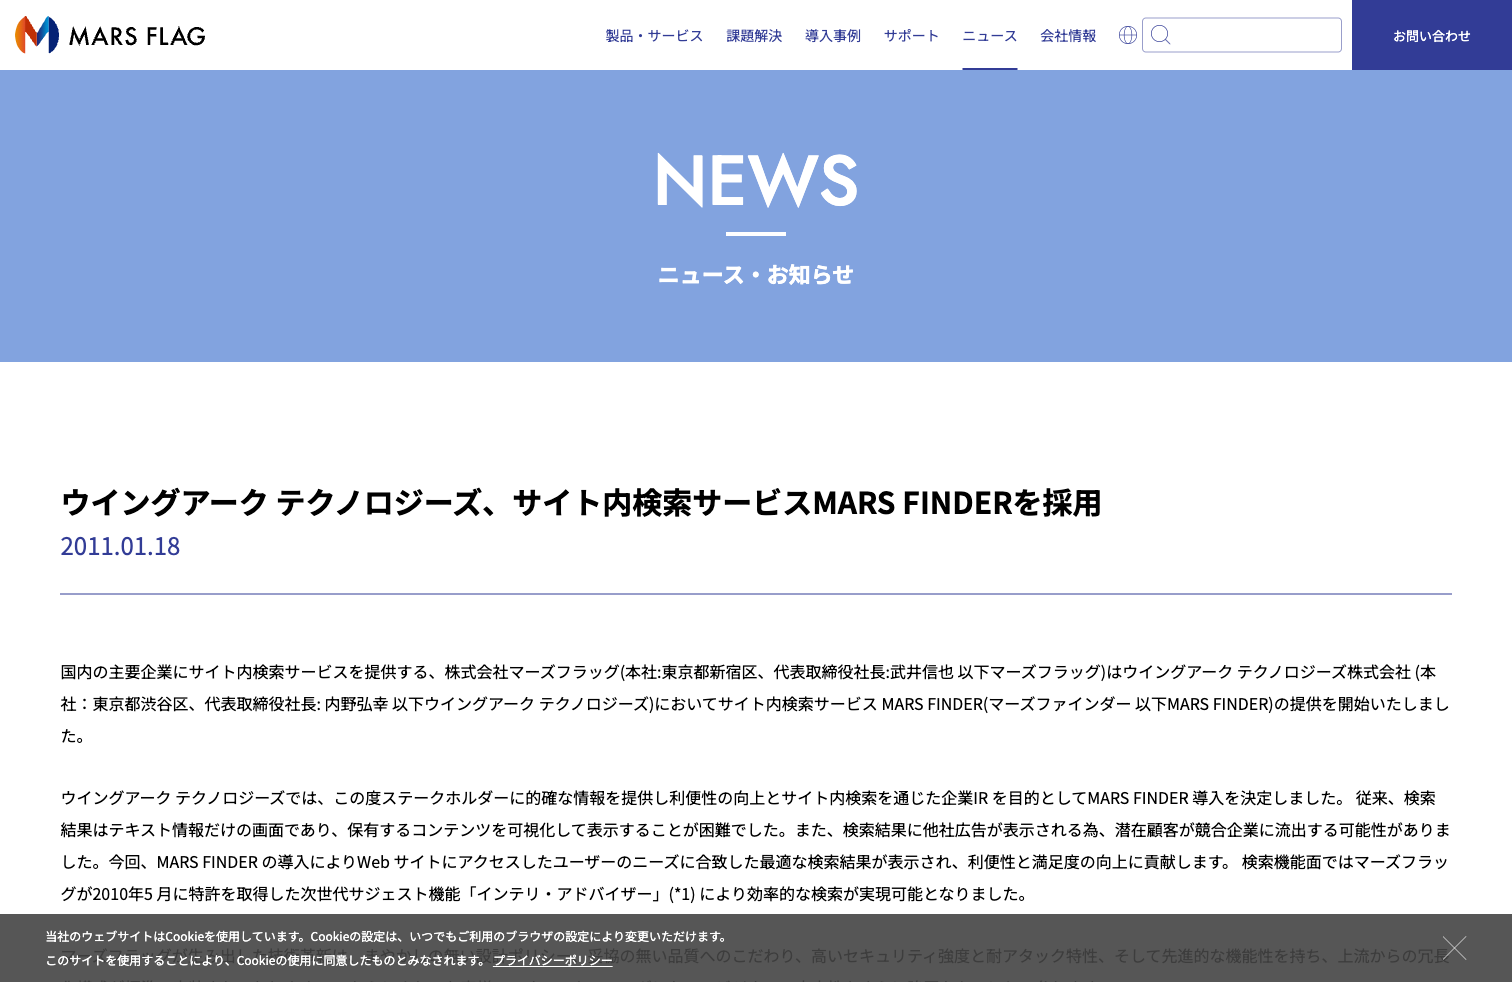 MARS FLAG
製品・サービス 課題解決 導入事例 サポート ニュース 会社情報 お問い合わせ
NEWS
ニュース・お知らせ
ウイングアーク テクノロジーズ、サイト内検索サービスMARS FINDERを採用
2011.01.18
国内の主要企業にサイト内検索サービスを提供する、株式会社マーズフラッグ(本社:東京都新宿区、代表取締役社長:武井信也 以下マーズフラッグ)はウイングアーク テクノロジーズ株式会社 (本
社：東京都渋谷区、代表取締役社長: 内野弘幸 以下ウイングアーク テクノロジーズ)においてサイト内検索サービス MARS FINDER(マーズファインダー 以下MARS FINDER)の提供を開始いたしまし
た。
ウイングアーク テクノロジーズでは、この度ステークホルダーに的確な情報を提供し利便性の向上とサイト内検索を通じた企業IR を目的としてMARS FINDER 導入を決定しました。 従来、検索
結果はテキスト情報だけの画面であり、保有するコンテンツを可視化して表示することが困難でした。また、検索結果に他社広告が表示される為、潜在顧客が競合企業に流出する可能性がありま
した。今回、MARS FINDER の導入によりWeb サイトにアクセスしたユーザーのニーズに合致した最適な検索結果が表示され、利便性と満足度の向上に貢献します。 検索機能面ではマーズフラッ
グが2010年5 月に特許を取得した次世代サジェスト機能「インテリ・アドバイザー」(*1) により効率的な検索が実現可能となりました。
当社のウェブサイトはCookieを使用しています。Cookieの設定は、いつでもご利用のブラウザの設定により変更いただけます。
このサイトを使用することにより、Cookieの使用に同意したものとみなされます。 プライバシーポリシー
の無い品質へのこだわり、高いセキュリティ強度と耐アタック特性、そして先進的な機能性を持ち、上流からの冗長